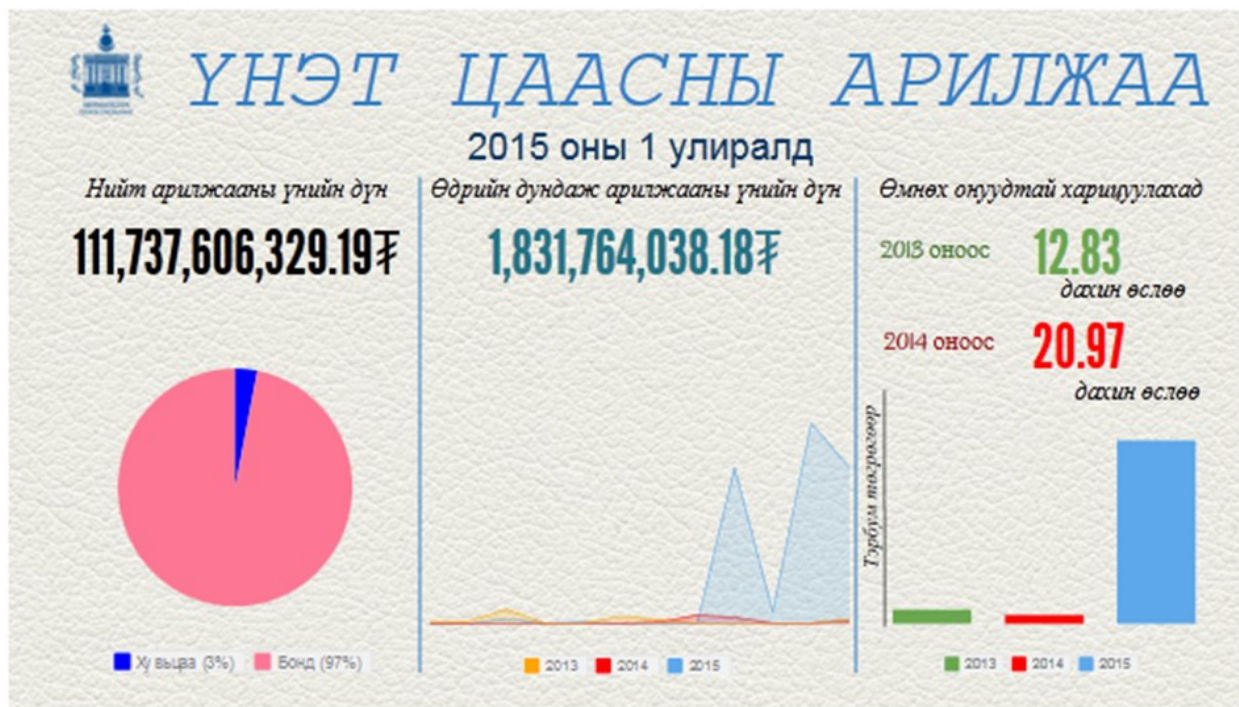 ҮНЭТ ЦААСНЫ АРИЛЖАА
2015 оны 1 улиралд
Нийт арилжааны үнийн дүн
111,737,606,329.19₮
Хувьцаа (3%) Бонд (97%)
Өдрийн дундаж арилжааны үнийн дүн
1,831,764,038.18₮
2013 2014 2015
Өмнөх онуудтай харицуулахад
2013 оноос 12.83
дахин өслөө
2014 оноос 20.97
дахин өслөө
Тэрбум төгрөгөөр
2013 2014 2015